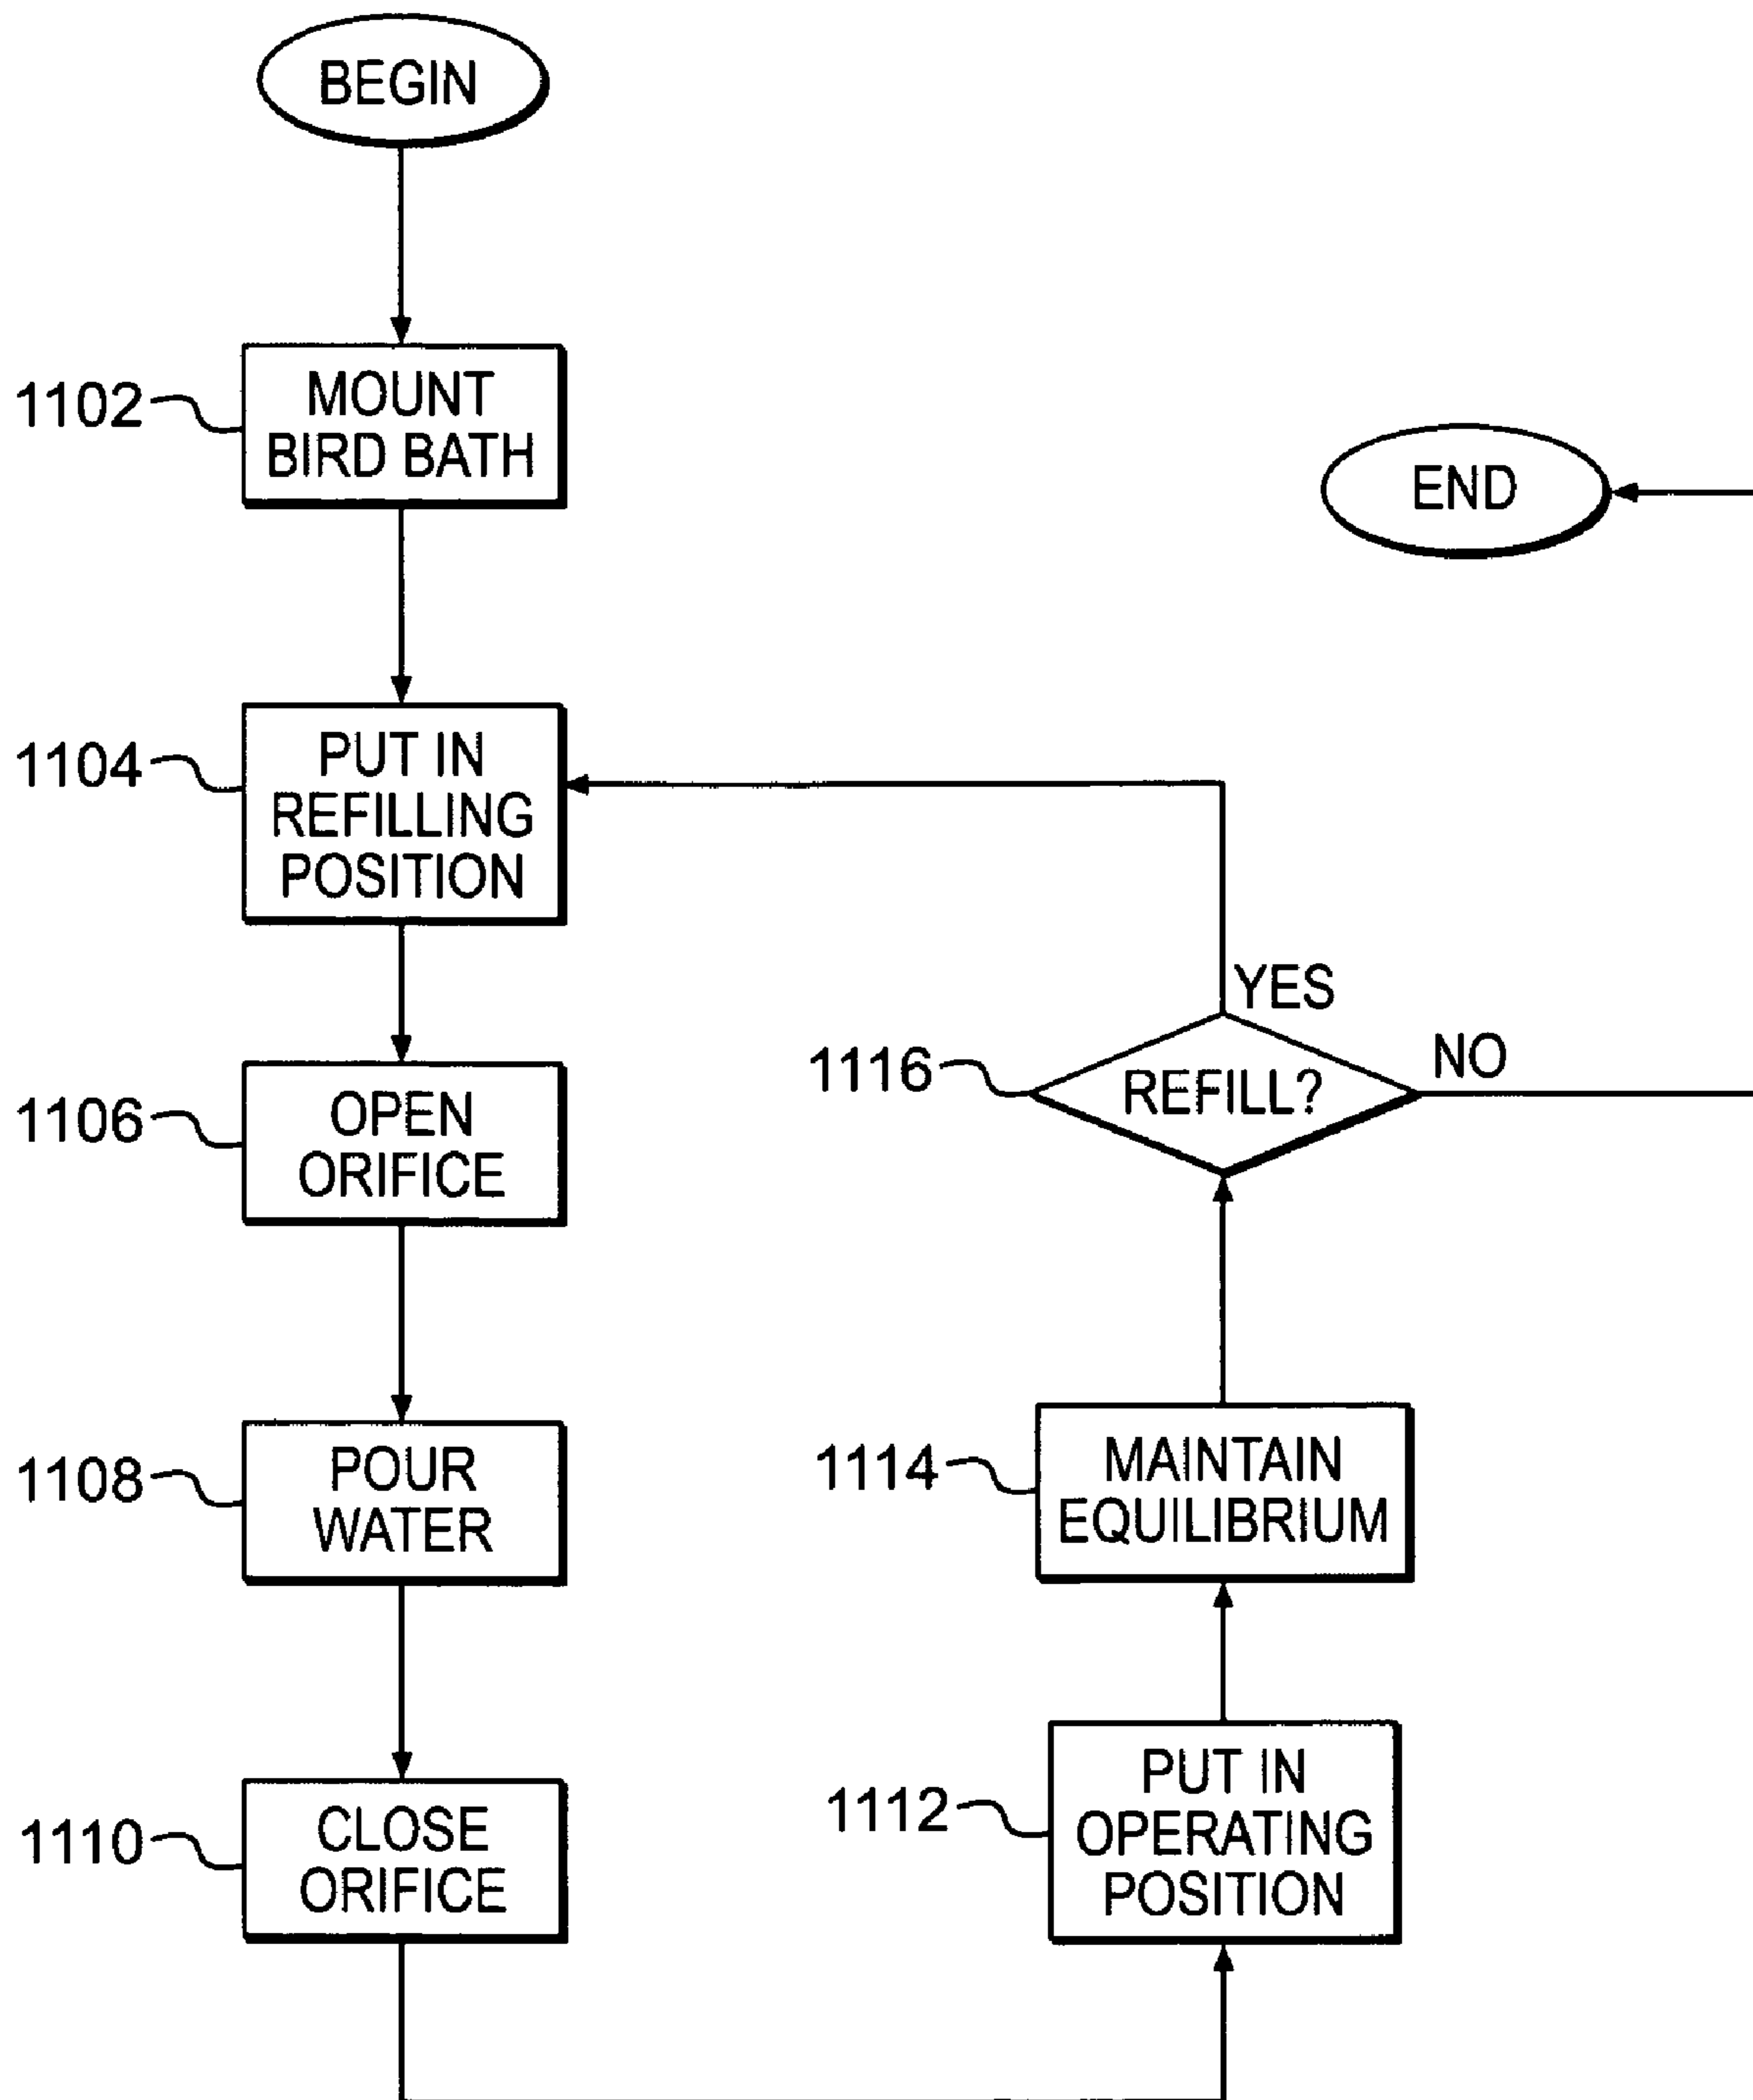 BEGIN
1102
MOUNT
BIRD BATH
1104
PUT IN
REFILLING
POSITION
1106
OPEN
ORIFICE
1108
POUR
WATER
1110
CLOSE
ORIFICE
1112
PUT IN
OPERATING
POSITION
1114
MAINTAIN
EQUILIBRIUM
1116
REFILL?
YES
NO
END